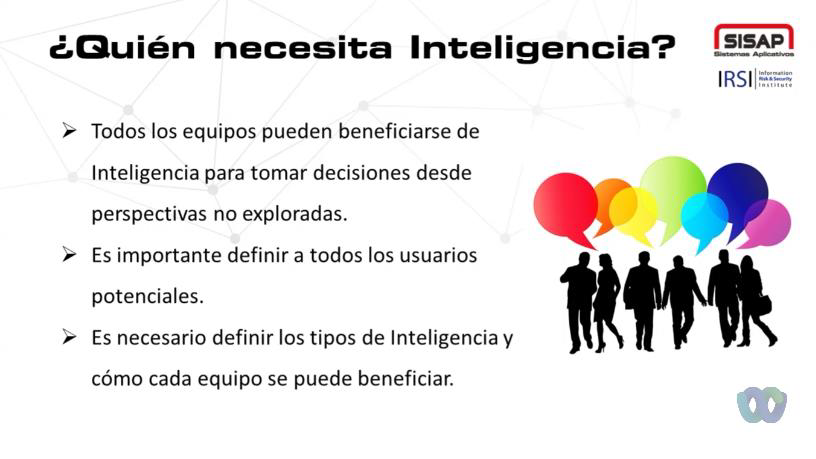 ¿Quién necesita Inteligencia?
SISAP
Sistemas Aplicativos
IRSI
Information
Risk & Security
Institute
➢ Todos los equipos pueden beneficiarse de
Inteligencia para tomar decisiones desde
perspectivas no exploradas.
➢ Es importante definir a todos los usuarios
potenciales.
➢ Es necesario definir los tipos de Inteligencia y
cómo cada equipo se puede beneficiar.